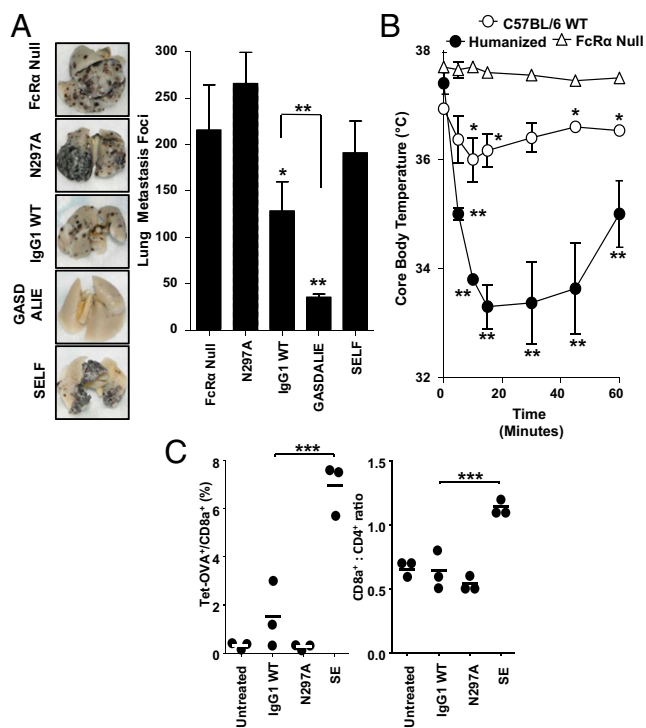 A
FcRα Null
N297A
IgG1 WT
GASD
ALIE
SELF
Lung Metastasis Foci
300
250
200
150
100
50
0
**
*
**
FcRα Null
N297A
IgG1 WT
GASDALIE
SELF
B
C57BL/6 WT
Humanized
FcRα Null
Core Body Temperature (°C)
38
36
34
32
*
*
*
*
**
**
**
**
**
**
0
20
40
60
Time
(Minutes)
C
Tet-OVA+/CD8a+ (%)
8
6
4
2
0
***
Untreated
IgG1 WT
N297A
SE
CD8a+ : CD4+ ratio
1.5
1.0
0.5
0.0
***
Untreated
IgG1 WT
N297A
SE